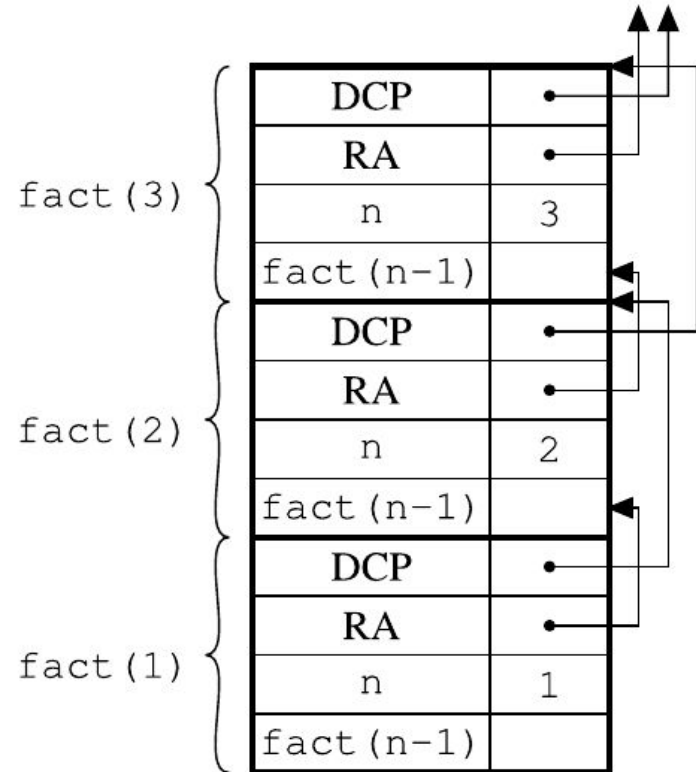 DCP
RA
fact(3)
n 3
fact(n-1)
DCP
RA
fact(2)
n 2
fact(n-1)
DCP
RA
fact(1)
n 1
fact(n-1)